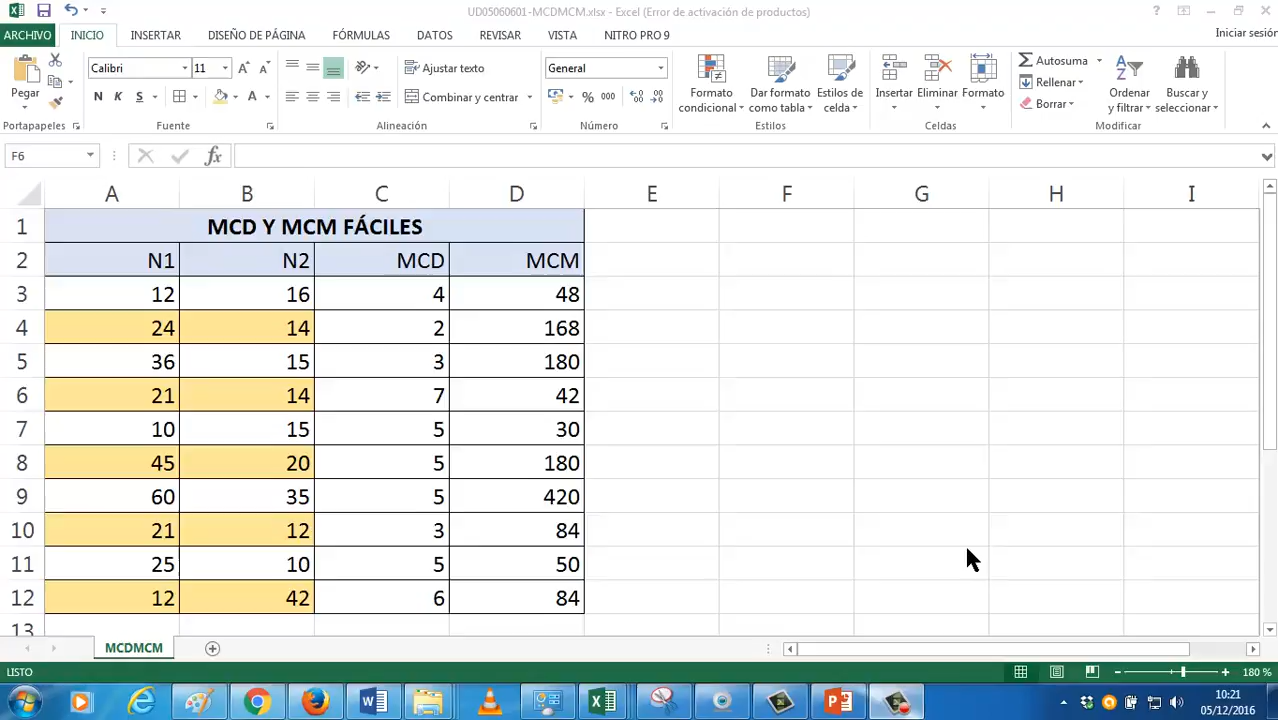 UD05060601-MCDMCM.xlsx - Excel (Error de activación de productos)
ARCHIVO INICIO INSERTAR DISEÑO DE PÁGINA FÓRMULAS DATOS REVISAR VISTA NITRO PRO 9 Iniciar sesión
Pegar
Portapapeles
Calibri 11
N K S
Fuente
Ajustar texto
Combinar y centrar
Alineación
General
% 000
Número
Formato condicional
Dar formato como tabla
Estilos de celda
Estilos
Insertar Eliminar Formato
Celdas
Autosuma
Rellenar
Borrar
Ordenar y filtrar
Buscar y seleccionar
Modificar
F6 fx
A B C D E F G H I
1 MCD Y MCM FÁCILES
2 N1 N2 MCD MCM
3 12 16 4 48
4 24 14 2 168
5 36 15 3 180
6 21 14 7 42
7 10 15 5 30
8 45 20 5 180
9 60 35 5 420
10 21 12 3 84
11 25 10 5 50
12 12 42 6 84
13
MCDMCM
LISTO 180 %
10:21
05/12/2016